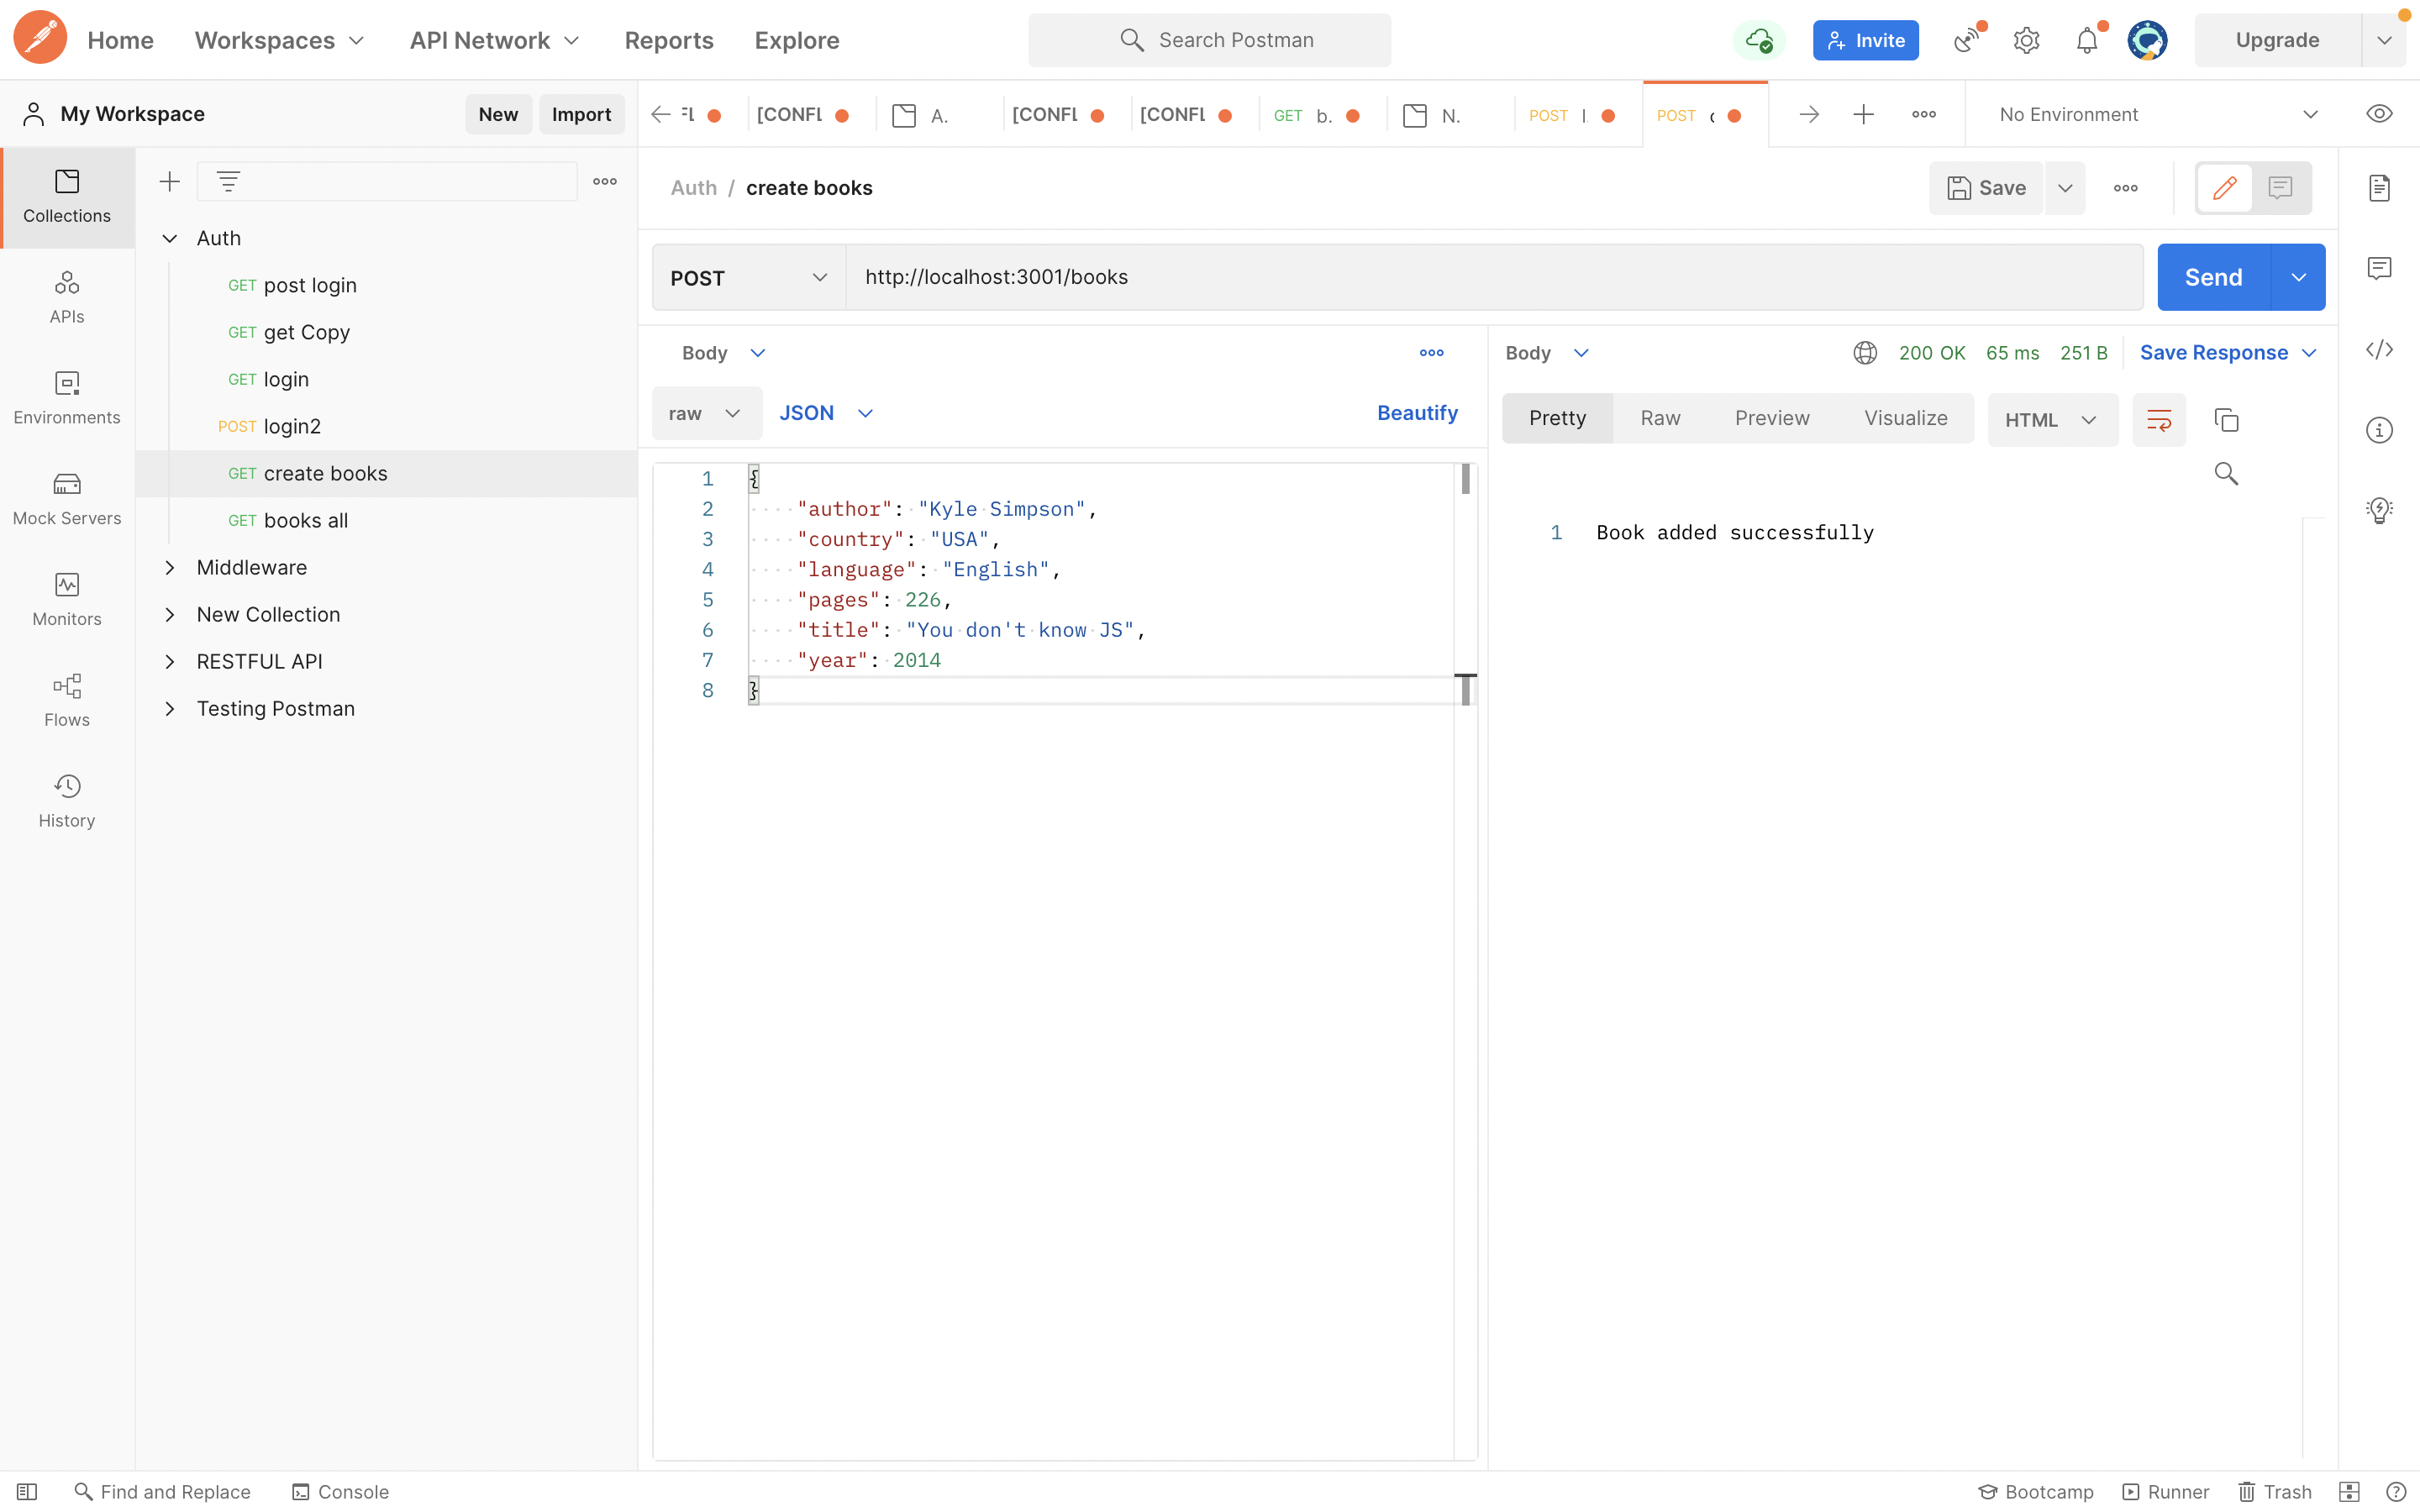 Home Workspaces API Network Reports Explore Search Postman Invite Upgrade
My Workspace New Import
[CONFL [CONFL [CONFL GET b. N. POST POST No Environment
A.
Collections
APIs
Environments
Mock Servers
Monitors
Flows
History
Auth
GET post login
GET get Copy
GET login
POST login2
GET create books
GET books all
Middleware
New Collection
RESTFUL API
Testing Postman
Auth / create books Save
POST http://localhost:3001/books Send
Body
raw JSON Beautify
1 {
2 "author": "Kyle Simpson",
3 "country": "USA",
4 "language": "English",
5 "pages": 226,
6 "title": "You don't know JS",
7 "year": 2014
8 }
Body 200 OK 65 ms 251 B Save Response
Pretty Raw Preview Visualize HTML
1 Book added successfully
Find and Replace Console Bootcamp Runner Trash